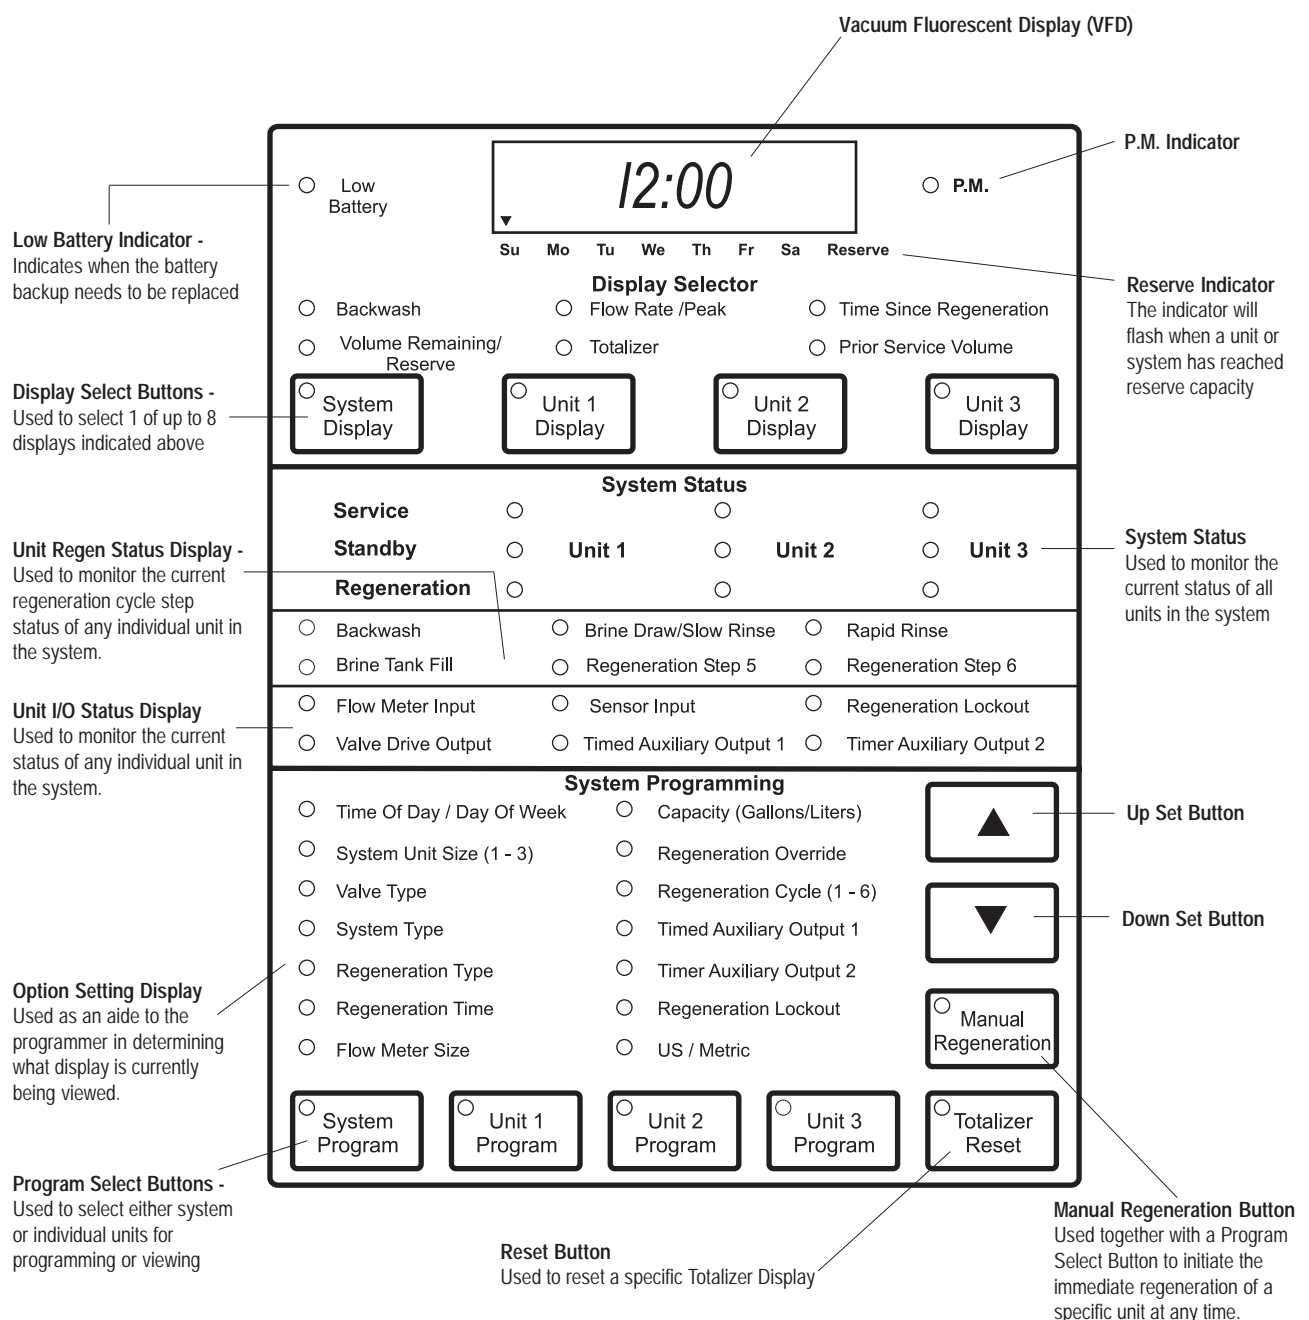 Vacuum Fluorescent Display (VFD)
P.M. Indicator
Low
Battery
12:00
P.M.
Su Mo Tu We Th Fr Sa Reserve
Low Battery Indicator -
Indicates when the battery
backup needs to be replaced
Reserve Indicator
The indicator will
flash when a unit or
system has reached
reserve capacity
Display Selector
Backwash
Flow Rate /Peak
Time Since Regeneration
Volume Remaining/
Reserve
Totalizer
Prior Service Volume
Display Select Buttons -
Used to select 1 of up to 8
displays indicated above
System
Display
Unit 1
Display
Unit 2
Display
Unit 3
Display
System Status
Service
Standby
Unit 1
Unit 2
Unit 3
Regeneration
System Status
Used to monitor the
current status of all
units in the system
Unit Regen Status Display -
Used to monitor the current
regeneration cycle step
status of any individual unit in
the system.
Backwash
Brine Draw/Slow Rinse
Rapid Rinse
Brine Tank Fill
Regeneration Step 5
Regeneration Step 6
Unit I/O Status Display
Used to monitor the current
status of any individual unit in
the system.
Flow Meter Input
Sensor Input
Regeneration Lockout
Valve Drive Output
Timed Auxiliary Output 1
Timer Auxiliary Output 2
System Programming
Time Of Day / Day Of Week
Capacity (Gallons/Liters)
System Unit Size (1 - 3)
Regeneration Override
Valve Type
Regeneration Cycle (1 - 6)
System Type
Timed Auxiliary Output 1
Regeneration Type
Timer Auxiliary Output 2
Regeneration Time
Regeneration Lockout
Flow Meter Size
US / Metric
Up Set Button
Down Set Button
Manual
Regeneration
Option Setting Display
Used as an aide to the
programmer in determining
what display is currently
being viewed.
System
Program
Unit 1
Program
Unit 2
Program
Unit 3
Program
Totalizer
Reset
Program Select Buttons -
Used to select either system
or individual units for
programming or viewing
Reset Button
Used to reset a specific Totalizer Display
Manual Regeneration Button
Used together with a Program
Select Button to initiate the
immediate regeneration of a
specific unit at any time.